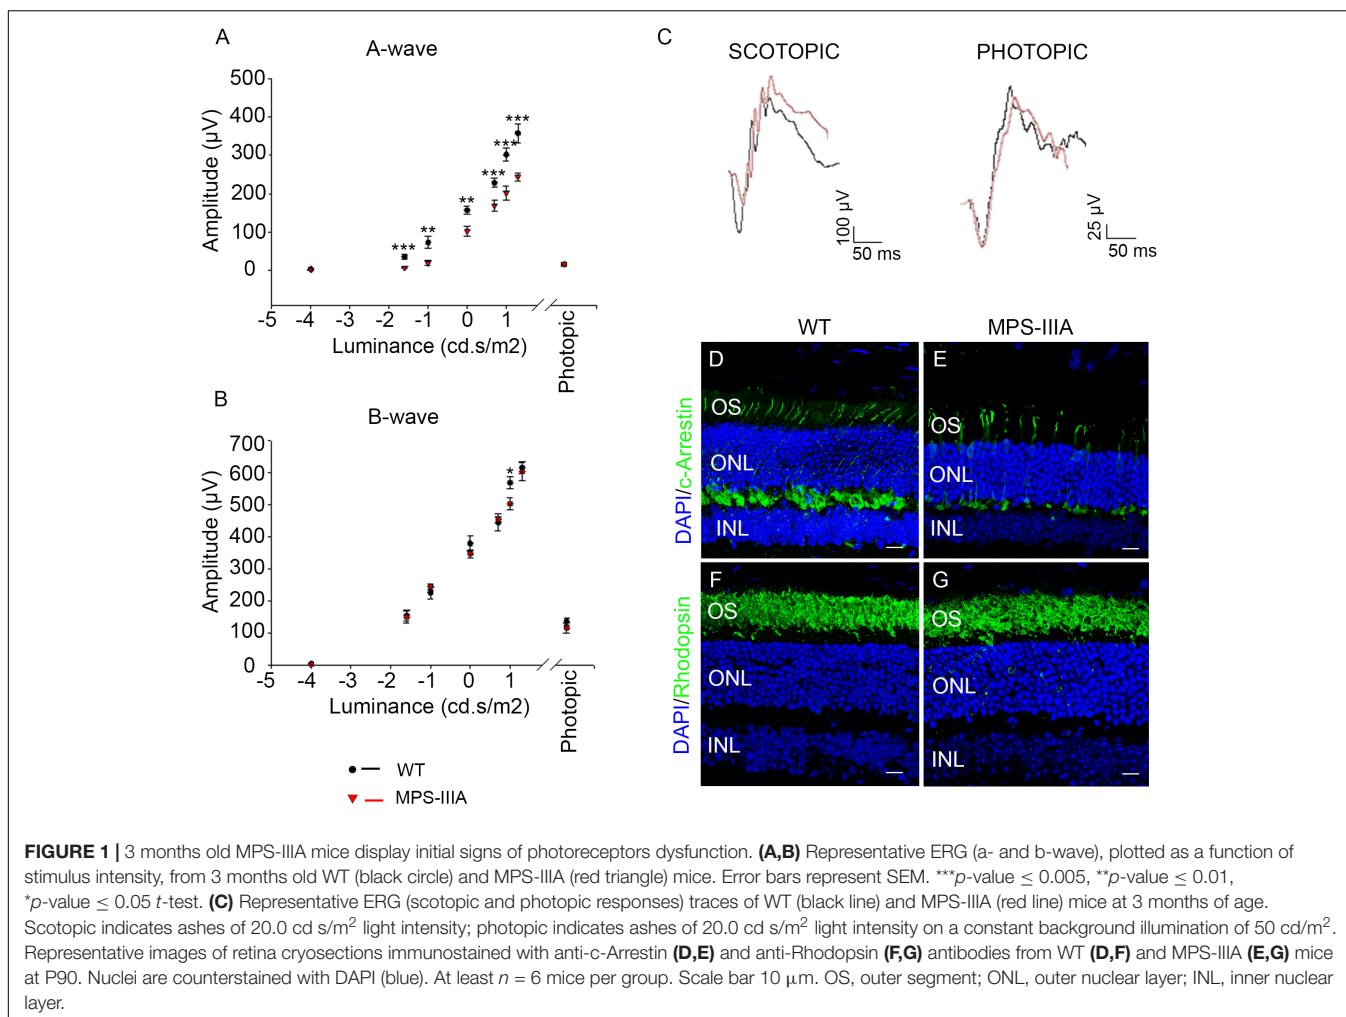 A
A-wave
Amplitude (µV)
500
400
300
200
100
0
***
**
**
***
***
***
-5 -4 -3 -2 -1 0 1
Luminance (cd.s/m2)
Photopic
B
B-wave
Amplitude (µV)
700
600
500
400
300
200
100
0
*
-5 -4 -3 -2 -1 0 1
Luminance (cd.s/m2)
Photopic
WT
MPS-IIIA
C
SCOTOPIC
PHOTOPIC
100 µV
50 ms
25 µV
50 ms
WT
MPS-IIIA
DAPI/c-Arrestin
D
OS
ONL
INL
E
OS
ONL
INL
DAPI/Rhodopsin
F
OS
ONL
INL
G
OS
ONL
INL
FIGURE 1 | 3 months old MPS-IIIA mice display initial signs of photoreceptors dysfunction. (A,B) Representative ERG (a- and b-wave), plotted as a function of
stimulus intensity, from 3 months old WT (black circle) and MPS-IIIA (red triangle) mice. Error bars represent SEM. ***p-value ≤ 0.005, **p-value ≤ 0.01,
*p-value ≤ 0.05 t-test. (C) Representative ERG (scotopic and photopic responses) traces of WT (black line) and MPS-IIIA (red line) mice at 3 months of age.
Scotopic indicates ashes of 20.0 cd s/m² light intensity; photopic indicates ashes of 20.0 cd s/m² light intensity on a constant background illumination of 50 cd/m².
Representative images of retina cryosections immunostained with anti-c-Arrestin (D,E) and anti-Rhodopsin (F,G) antibodies from WT (D,F) and MPS-IIIA (E,G) mice
at P90. Nuclei are counterstained with DAPI (blue). At least n = 6 mice per group. Scale bar 10 µm. OS, outer segment; ONL, outer nuclear layer; INL, inner nuclear
layer.